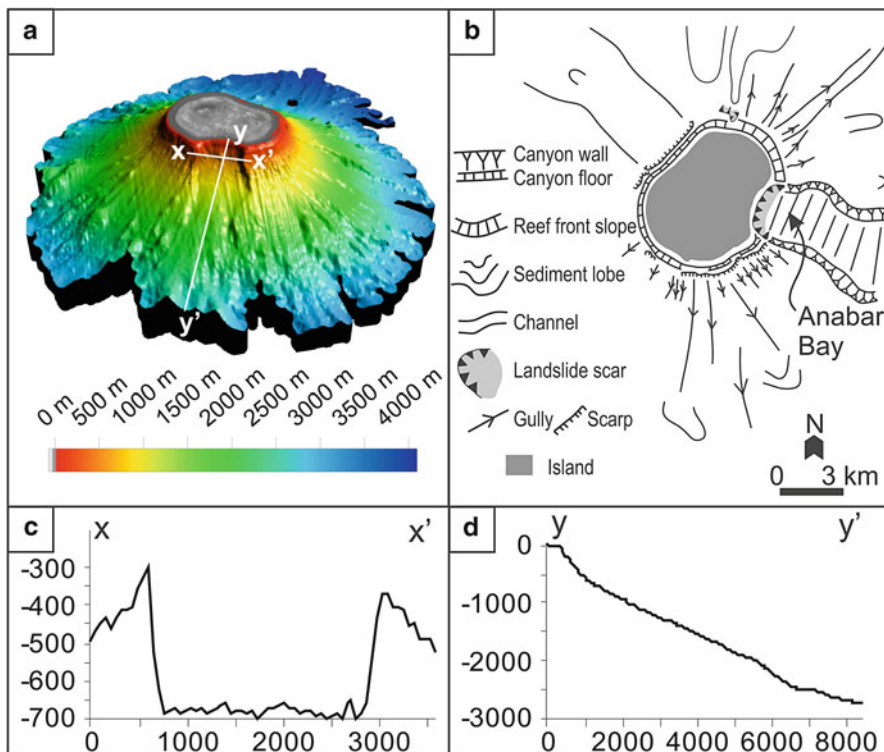 a
x
y
x’
y’
0 m
500 m
1000 m
1500 m
2000 m
2500 m
3000 m
3500 m
4000 m
b
Canyon wall
Canyon floor
Reef front slope
Sediment lobe
Channel
Landslide scar
Gully Scarp
Island
Anabar
Bay
N
0 3 km
c
x x’
-300
-400
-500
-600
-700
0 1000 2000 3000
d
y y’
0
-1000
-2000
-3000
0 2000 4000 6000 8000